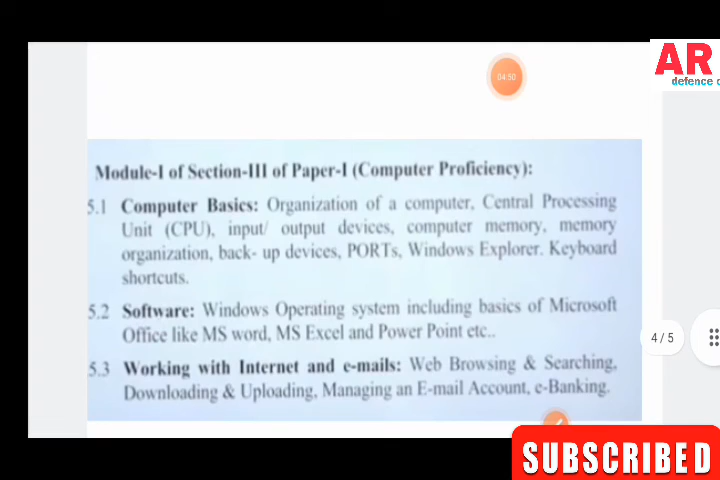 AR
defence
04:50
Module-I of Section-III of Paper-I (Computer Proficiency):
5.1 Computer Basics: Organization of a computer, Central Processing
Unit (CPU), input/ output devices, computer memory, memory
organization, back- up devices, PORTs, Windows Explorer. Keyboard
shortcuts.
5.2 Software: Windows Operating system including basics of Microsoft
Office like MS word, MS Excel and Power Point etc..
5.3 Working with Internet and e-mails: Web Browsing & Searching,
Downloading & Uploading, Managing an E-mail Account, e-Banking.
4/5
SUBSCRIBED